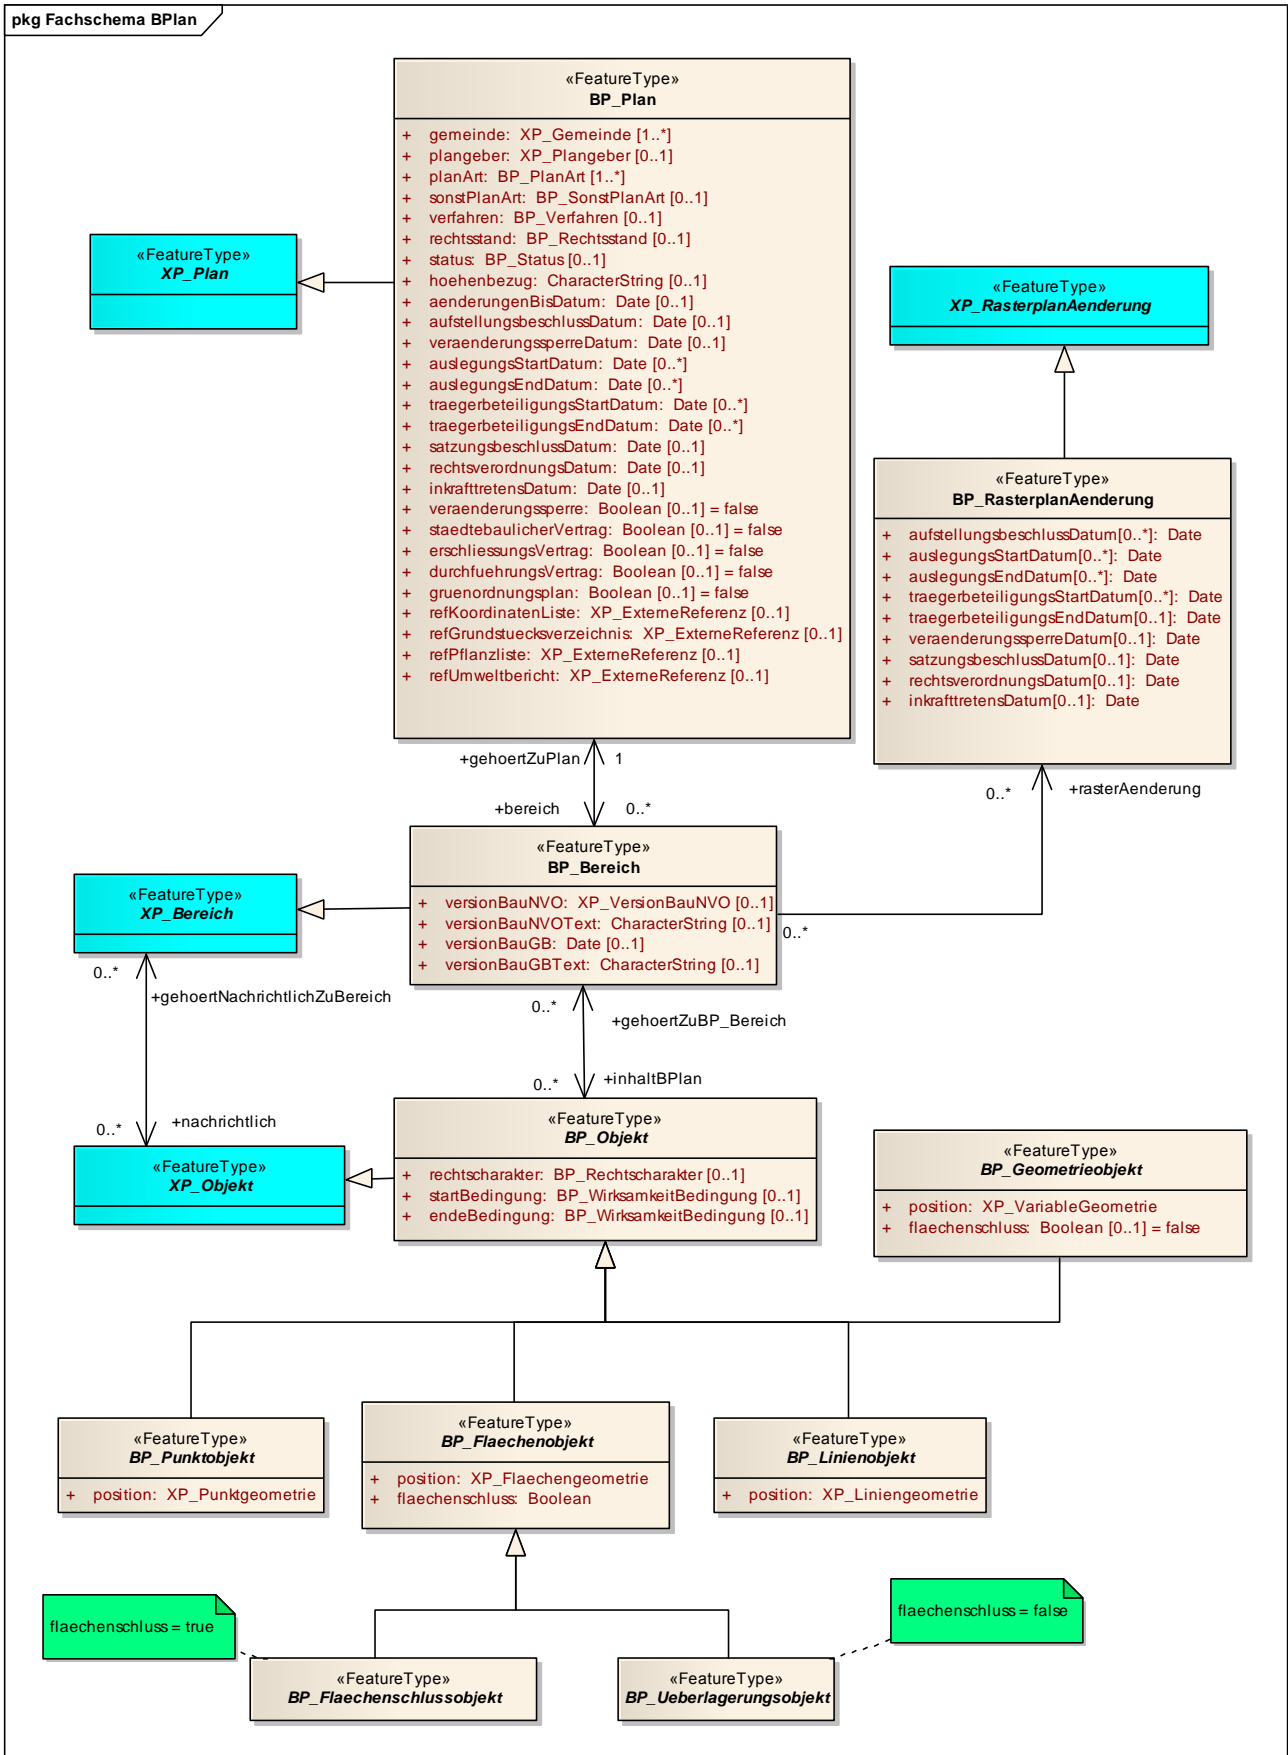 pkg Fachschema BPlan
«FeatureType»
BP_Plan
+ gemeinde: XP_Gemeinde [1..*]
+ plangeber: XP_Plangeber [0..1]
+ planArt: BP_PlanArt [1..*]
+ sonstPlanArt: BP_SonstPlanArt [0..1]
+ verfahren: BP_Verfahren [0..1]
+ rechtsstand: BP_Rechtsstand [0..1]
+ status: BP_Status [0..1]
+ hoehenbezug: CharacterString [0..1]
+ aenderungenBisDatum: Date [0..1]
+ aufstellungsbeschlussDatum: Date [0..1]
+ veraenderungssperreDatum: Date [0..1]
+ auslegungsStartDatum: Date [0..*]
+ auslegungsEndDatum: Date [0..*]
+ traegerbeteiligungsStartDatum: Date [0..*]
+ traegerbeteiligungsEndDatum: Date [0..*]
+ satzungsbeschlussDatum: Date [0..1]
+ rechtsverordnungsDatum: Date [0..1]
+ inkrafttretensDatum: Date [0..1]
+ veraenderungssperre: Boolean [0..1] = false
+ staedtebaulicherVertrag: Boolean [0..1] = false
+ erschliessungsVertrag: Boolean [0..1] = false
+ durchfuehrungsVertrag: Boolean [0..1] = false
+ gruenordnungsplan: Boolean [0..1] = false
+ refKoordinatenListe: XP_ExterneReferenz [0..1]
+ refGrundstuecksverzeichnis: XP_ExterneReferenz [0..1]
+ refPflanzliste: XP_ExterneReferenz [0..1]
+ refUmweltbericht: XP_ExterneReferenz [0..1]
«FeatureType»
XP_Plan
«FeatureType»
XP_RasterplanAenderung
«FeatureType»
BP_RasterplanAenderung
+ aufstellungsbeschlussDatum[0..*]: Date
+ auslegungsStartDatum[0..*]: Date
+ auslegungsEndDatum[0..*]: Date
+ traegerbeteiligungsStartDatum[0..*]: Date
+ traegerbeteiligungsEndDatum[0..1]: Date
+ veraenderungssperreDatum[0..1]: Date
+ satzungsbeschlussDatum[0..1]: Date
+ rechtsverordnungsDatum[0..1]: Date
+ inkrafttretensDatum[0..1]: Date
+gehoertZuPlan 1
+bereich 0..*
0..* +rasterAenderung
«FeatureType»
BP_Bereich
+ versionBauNVO: XP_VersionBauNVO [0..1]
+ versionBauNVOText: CharacterString [0..1]
+ versionBauGB: Date [0..1]
+ versionBauGBText: CharacterString [0..1]
0..*
«FeatureType»
XP_Bereich
0..*
+gehoertNachrichtlichZuBereich
0..*
+gehoertZuBP_Bereich
0..* +inhaltBPlan
0..* +nachrichtlich
«FeatureType»
XP_Objekt
«FeatureType»
BP_Objekt
+ rechtscharakter: BP_Rechtscharakter [0..1]
+ startBedingung: BP_WirksamkeitBedingung [0..1]
+ endeBedingung: BP_WirksamkeitBedingung [0..1]
«FeatureType»
BP_Geometrieobjekt
+ position: XP_VariableGeometrie
+ flaechenschluss: Boolean [0..1] = false
«FeatureType»
BP_Punktobjekt
+ position: XP_Punktgeometrie
«FeatureType»
BP_Flaechenobjekt
+ position: XP_Flaechengeometrie
+ flaechenschluss: Boolean
«FeatureType»
BP_Linienobjekt
+ position: XP_Liniengeometrie
flaechenschluss = true
flaechenschluss = false
«FeatureType»
BP_Flaechenschlussobjekt
«FeatureType»
BP_Ueberlagerungsobjekt